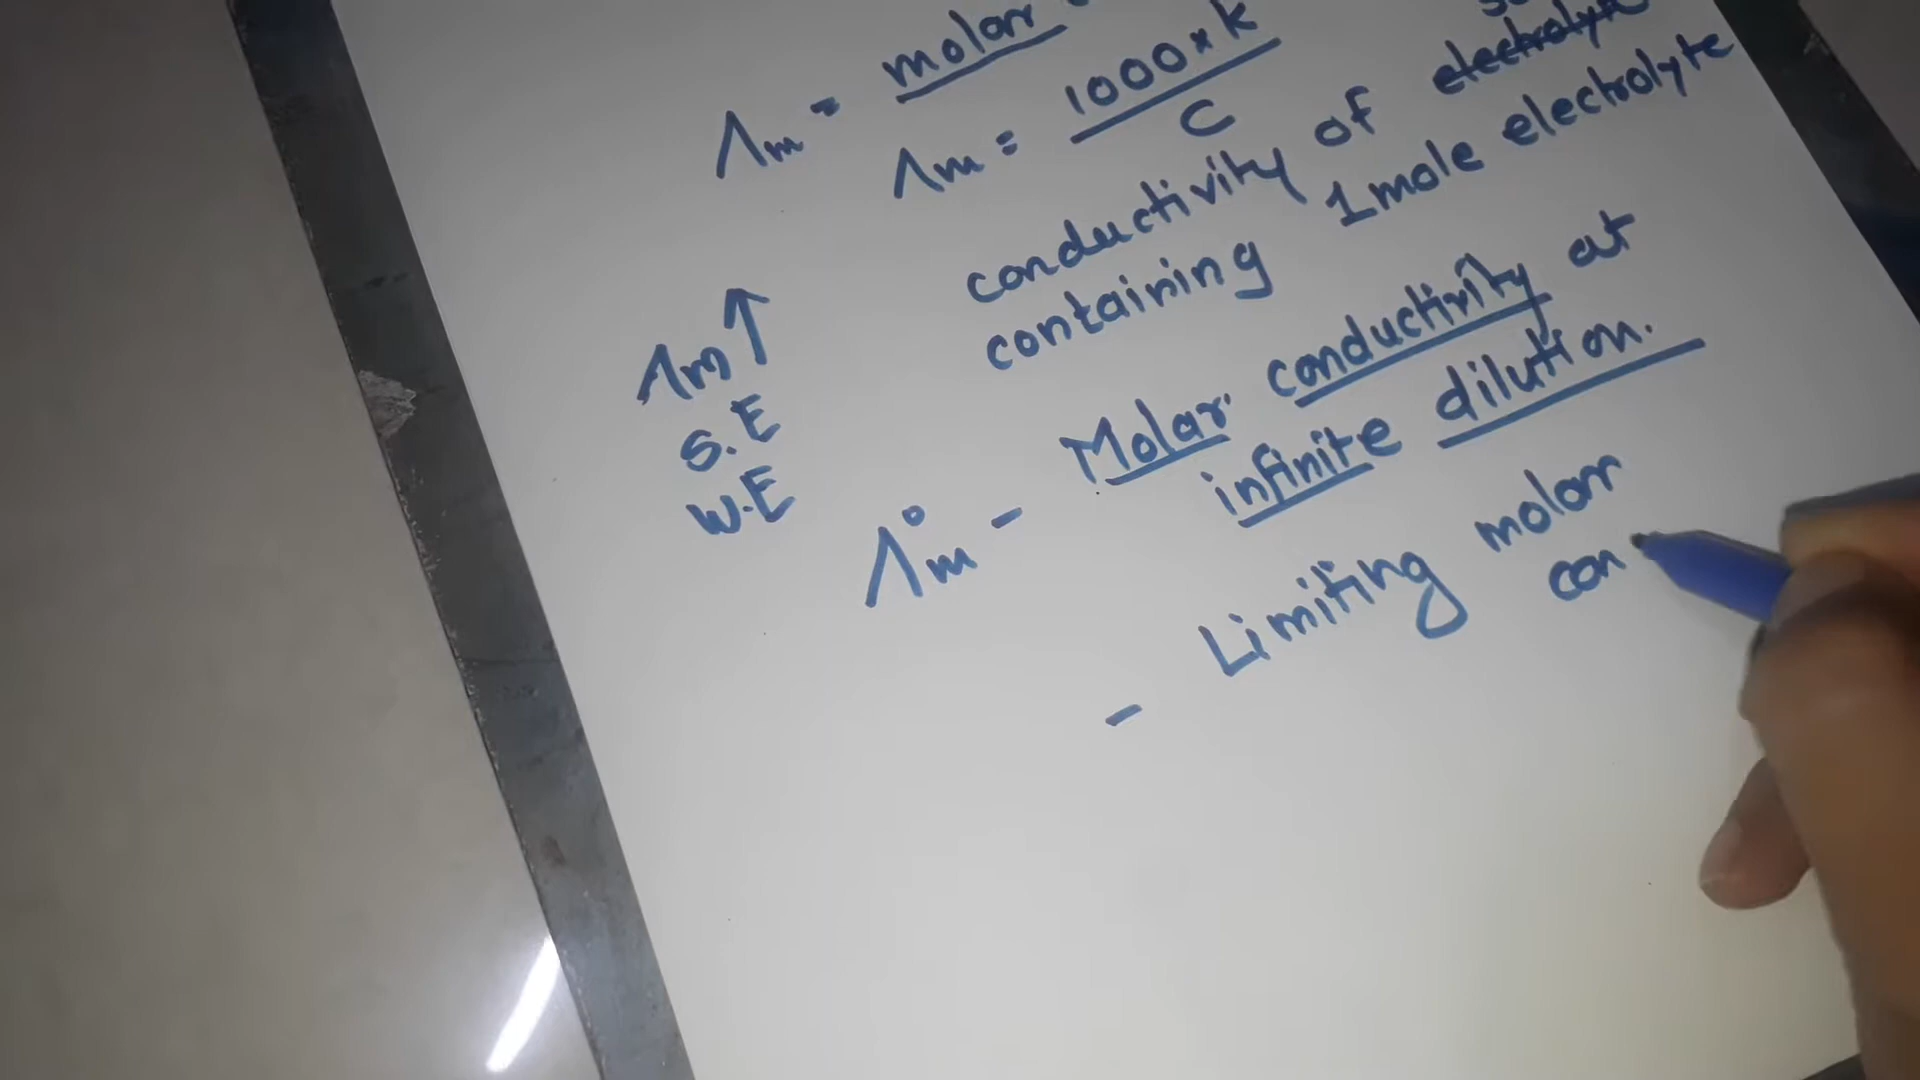 Λm = molar
Λm = 1000 × k / C
conductivity of electrolyte
containing 1mole electrolyte
Λm ↑
S.E
W.E
Λ°m - Molar conductivity at
infinite dilution.
- Limiting molar
con